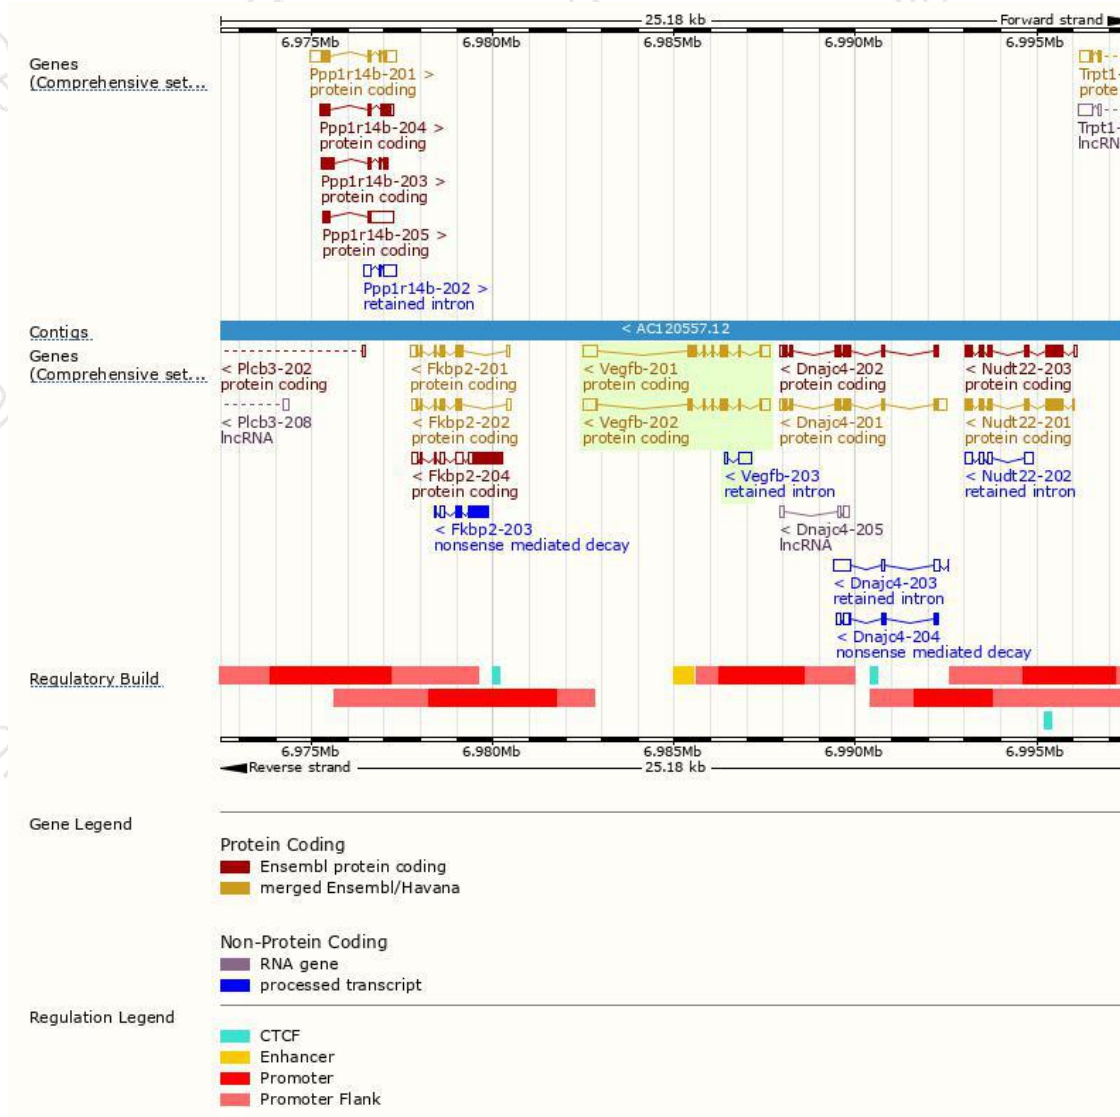 25.18 kb
Forward strand
6.975Mb 6.980Mb 6.985Mb 6.990Mb 6.995Mb
Genes
(Comprehensive set...
Ppp1r14b-201 >
protein coding
Ppp1r14b-204 >
protein coding
Ppp1r14b-203 >
protein coding
Ppp1r14b-205 >
protein coding
Ppp1r14b-202 >
retained intron
Trpt1-
prote
Trpt1-
lncRN
Contigs
< AC120557.12
Genes
(Comprehensive set...
< Plcb3-202
protein coding
< Fkbp2-201
protein coding
< Vegfb-201
protein coding
< Dnajc4-202
protein coding
< Nudt22-203
protein coding
< Plcb3-208
lncRNA
< Fkbp2-202
protein coding
< Vegfb-202
protein coding
< Dnajc4-201
protein coding
< Nudt22-201
protein coding
< Fkbp2-204
protein coding
< Vegfb-203
retained intron
< Nudt22-202
retained intron
< Fkbp2-203
nonsense mediated decay
< Dnajc4-205
lncRNA
< Dnajc4-203
retained intron
< Dnajc4-204
nonsense mediated decay
Regulatory Build
6.975Mb 6.980Mb 6.985Mb 6.990Mb 6.995Mb
Reverse strand
25.18 kb
Gene Legend
Protein Coding
Ensembl protein coding
merged Ensembl/Havana
Non-Protein Coding
RNA gene
processed transcript
Regulation Legend
CTCF
Enhancer
Promoter
Promoter Flank